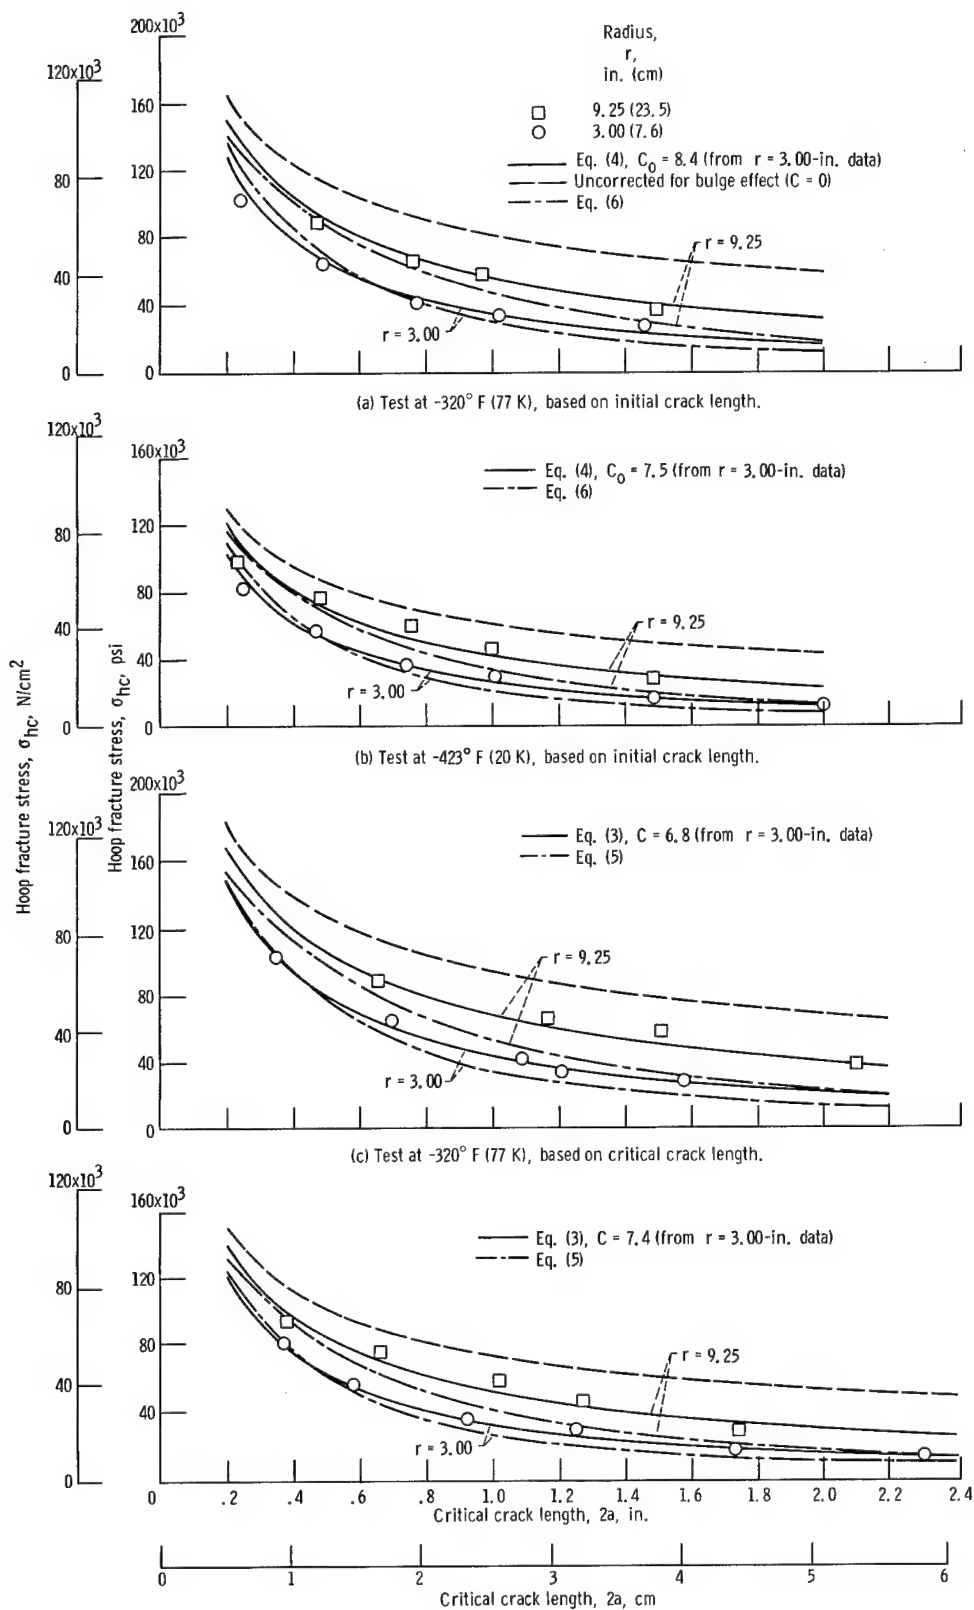 200x10³
120x10³
160
120
80
80
40
40
0
0
Radius,
r,
in. (cm)
9.25 (23.5)
3.00 (7.6)
Eq. (4), C₀ = 8.4 (from r = 3.00-in. data)
Uncorrected for bulge effect (C = 0)
Eq. (6)
r = 9.25
r = 3.00
(a) Test at -320° F (77 K), based on initial crack length.
120x10³
160x10³
120
80
80
40
40
0
0
Eq. (4), C₀ = 7.5 (from r = 3.00-in. data)
Eq. (6)
r = 9.25
r = 3.00
(b) Test at -423° F (20 K), based on initial crack length.
Hoop fracture stress, σhc, N/cm²
Hoop fracture stress, σhc, psi
200x10³
120x10³
160
120
80
80
40
40
0
0
Eq. (3), C = 6.8 (from r = 3.00-in. data)
Eq. (5)
r = 9.25
r = 3.00
(c) Test at -320° F (77 K), based on critical crack length.
120x10³
160x10³
120
80
80
40
40
0
Eq. (3), C = 7.4 (from r = 3.00-in. data)
Eq. (5)
r = 9.25
r = 3.00
0 .2 .4 .6 .8 1.0 1.2 1.4 1.6 1.8 2.0 2.2 2.4
Critical crack length, 2a, in.
0 1 2 3 4 5 6
Critical crack length, 2a, cm